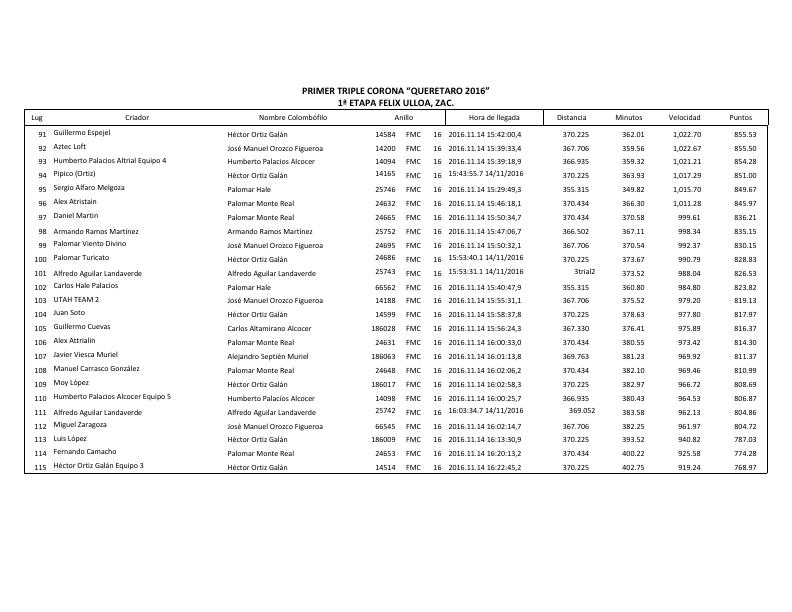 PRIMER TRIPLE CORONA “QUERETARO 2016”
1ª ETAPA FELIX ULLOA, ZAC.
Lug Criador Nombre Colombófilo Anillo Hora de llegada Distancia Minutos Velocidad Puntos
91 Guillermo Espejel Héctor Ortiz Galán 14584 FMC 16 2016.11.14 15:42:00,4 370.225 362.01 1,022.70 855.53
92 Aztec Loft José Manuel Orozco Figueroa 14200 FMC 16 2016.11.14 15:39:33,4 367.706 359.56 1,022.67 855.50
93 Humberto Palacios Altrial Equipo 4 Humberto Palacios Alcocer 14094 FMC 16 2016.11.14 15:39:18,9 366.935 359.32 1,021.21 854.28
94 Pipico (Ortiz) Héctor Ortiz Galán 14165 FMC 16 15:43:55.7 14/11/2016 370.225 363.93 1,017.29 851.00
95 Sergio Alfaro Melgoza Palomar Hale 25746 FMC 16 2016.11.14 15:29:49,3 355.315 349.82 1,015.70 849.67
96 Alex Atristain Palomar Monte Real 24632 FMC 16 2016.11.14 15:46:18,1 370.434 366.30 1,011.28 845.97
97 Daniel Martin Palomar Monte Real 24665 FMC 16 2016.11.14 15:50:34,7 370.434 370.58 999.61 836.21
98 Armando Ramos Martínez Armando Ramos Martínez 25752 FMC 16 2016.11.14 15:47:06,7 366.502 367.11 998.34 835.15
99 Palomar Viento Divino José Manuel Orozco Figueroa 24695 FMC 16 2016.11.14 15:50:32,1 367.706 370.54 992.37 830.15
100 Palomar Turicato Héctor Ortiz Galán 24686 FMC 16 15:53:40.1 14/11/2016 370.225 373.67 990.79 828.83
101 Alfredo Aguilar Landaverde Alfredo Aguilar Landaverde 25743 FMC 16 15:53:31.1 14/11/2016 3trial2 373.52 988.04 826.53
102 Carlos Hale Palacios Palomar Hale 66562 FMC 16 2016.11.14 15:40:47,9 355.315 360.80 984.80 823.82
103 UTAH TEAM 2 José Manuel Orozco Figueroa 14188 FMC 16 2016.11.14 15:55:31,1 367.706 375.52 979.20 819.13
104 Juan Soto Héctor Ortiz Galán 14599 FMC 16 2016.11.14 15:58:37,8 370.225 378.63 977.80 817.97
105 Guillermo Cuevas Carlos Altamirano Alcocer 186028 FMC 16 2016.11.14 15:56:24,3 367.330 376.41 975.89 816.37
106 Alex Attrialin Palomar Monte Real 24631 FMC 16 2016.11.14 16:00:33,0 370.434 380.55 973.42 814.30
107 Javier Viesca Muriel Alejandro Septién Muriel 186063 FMC 16 2016.11.14 16:01:13,8 369.763 381.23 969.92 811.37
108 Manuel Carrasco González Palomar Monte Real 24648 FMC 16 2016.11.14 16:02:06,2 370.434 382.10 969.46 810.99
109 Moy López Héctor Ortiz Galán 186017 FMC 16 2016.11.14 16:02:58,3 370.225 382.97 966.72 808.69
110 Humberto Palacios Alcocer Equipo 5 Humberto Palacios Alcocer 14098 FMC 16 2016.11.14 16:00:25,7 366.935 380.43 964.53 806.87
111 Alfredo Aguilar Landaverde Alfredo Aguilar Landaverde 25742 FMC 16 16:03:34.7 14/11/2016 369.052 383.58 962.13 804.86
112 Miguel Zaragoza José Manuel Orozco Figueroa 66545 FMC 16 2016.11.14 16:02:14,7 367.706 382.25 961.97 804.72
113 Luis López Héctor Ortiz Galán 186009 FMC 16 2016.11.14 16:13:30,9 370.225 393.52 940.82 787.03
114 Fernando Camacho Palomar Monte Real 24653 FMC 16 2016.11.14 16:20:13,2 370.434 400.22 925.58 774.28
115 Héctor Ortiz Galán Equipo 3 Héctor Ortiz Galán 14514 FMC 16 2016.11.14 16:22:45,2 370.225 402.75 919.24 768.97